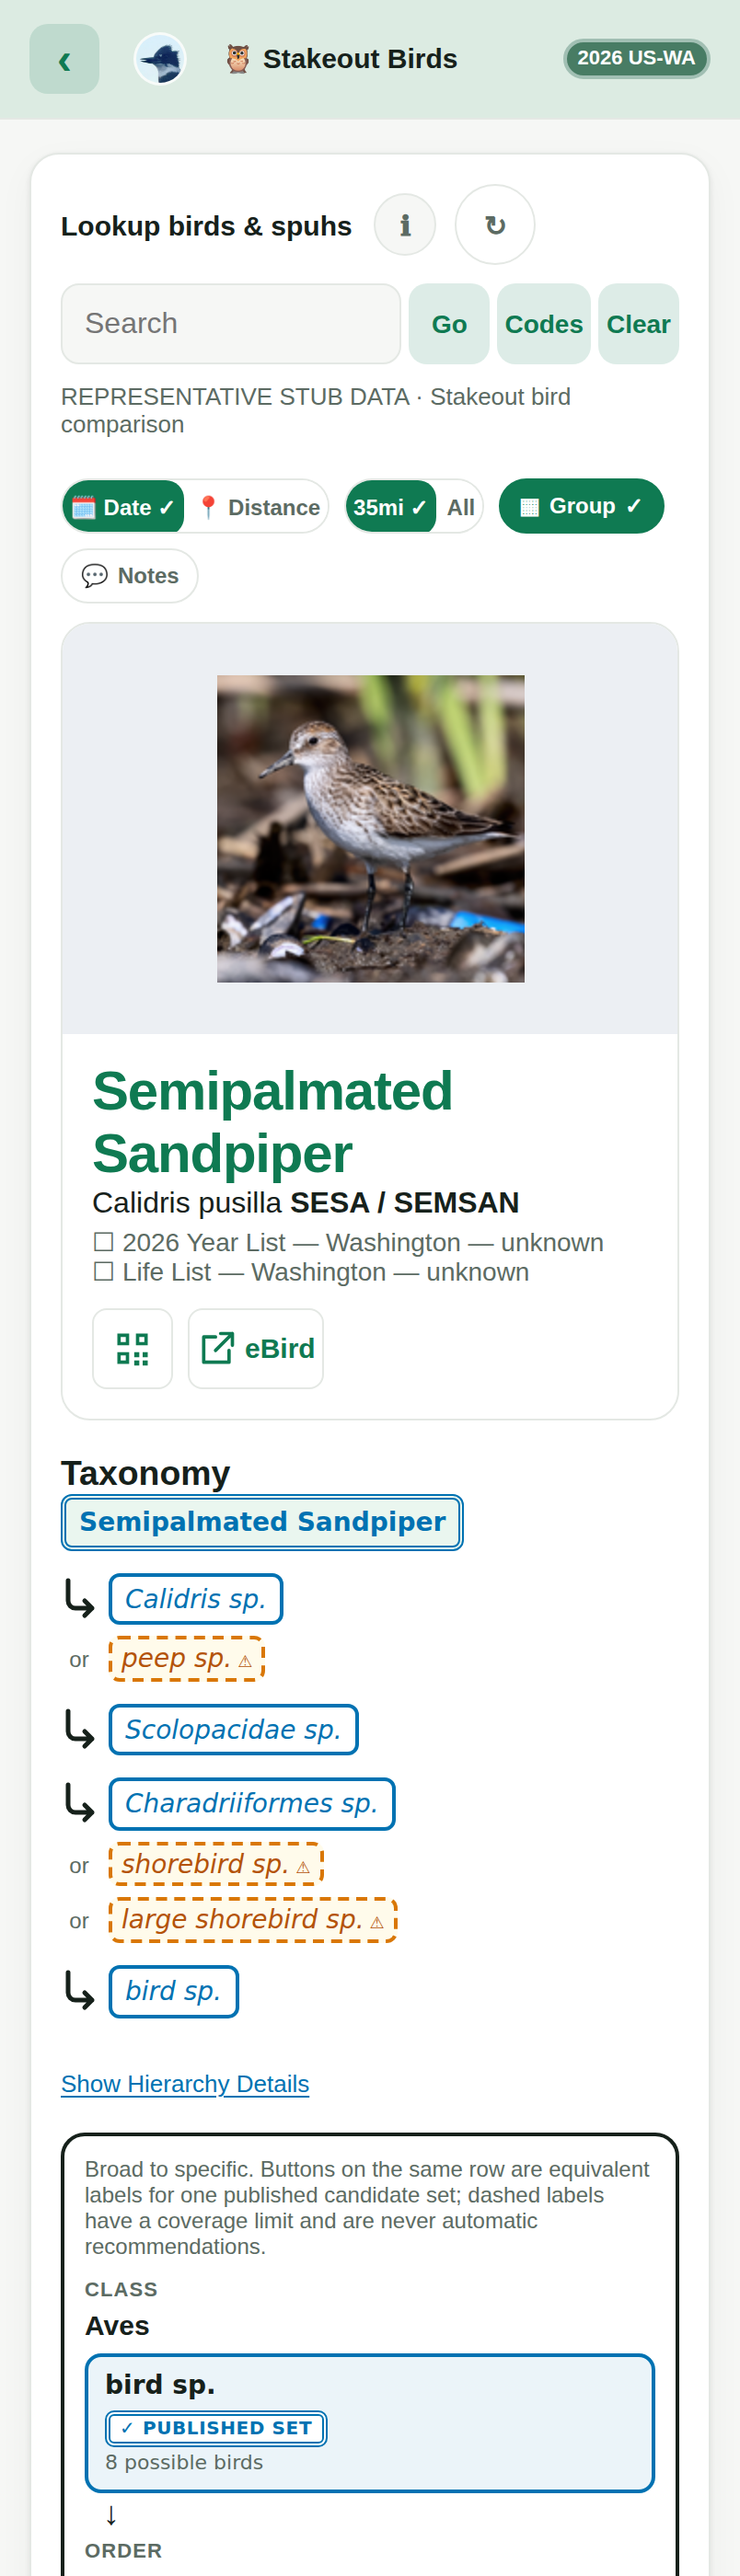 ‹ 🦉 Stakeout Birds 2026 US-WA
Lookup birds & spuhs ℹ ↻
Search Go Codes Clear
REPRESENTATIVE STUB DATA · Stakeout bird
comparison
🗓️ Date ✓ 📍 Distance 35mi ✓ All ▦ Group ✓
💬 Notes
Semipalmated
Sandpiper
Calidris pusilla SESA / SEMSAN
☐ 2026 Year List — Washington — unknown
☐ Life List — Washington — unknown
eBird
Taxonomy
Semipalmated Sandpiper
Calidris sp.
or peep sp. ⚠
Scolopacidae sp.
Charadriiformes sp.
or shorebird sp. ⚠
or large shorebird sp. ⚠
bird sp.
Show Hierarchy Details
Broad to specific. Buttons on the same row are equivalent
labels for one published candidate set; dashed labels
have a coverage limit and are never automatic
recommendations.
CLASS
Aves
bird sp.
✓ PUBLISHED SET
8 possible birds
↓
ORDER